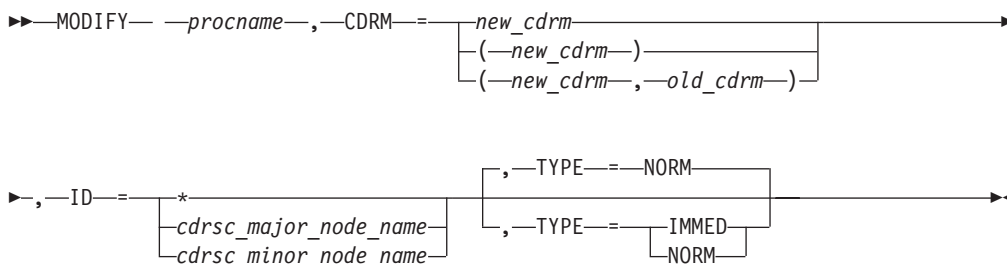 MODIFY procname , CDRM = new_cdrm
( new_cdrm )
( new_cdrm , old_cdrm )
, TYPE = NORM
, ID = *
cdrsc_major_node_name , TYPE = IMMED
cdrsc_minor_node_name NORM